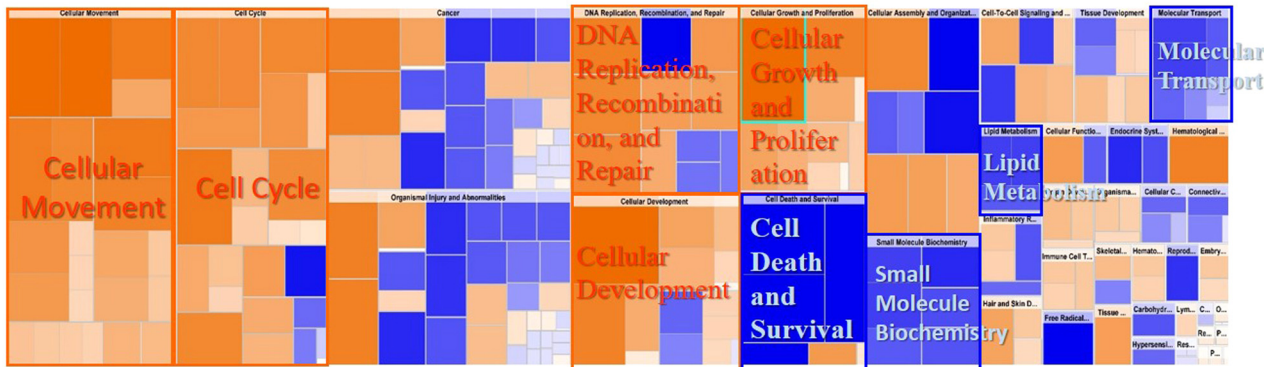 Cellular Movement
Cell Cycle
Cancer
DNA Replication, Recombination, and Repair
Cellular Growth and Proliferation
Cellular Assembly and Organizat...
Cell-To-Cell Signaling and ...
Tissue Development
Molecular Transport
DNA
Replication,
Recombinati
on, and
Repair
Cellular
Growth
and
Prolifer
ation
Molecular
Transport
Lipid Metabolism
Cellular Functio...
Endocrine Syst...
Hematological ...
Cellular
Movement
Cell Cycle
Lipid
Metabolism
Organismal Injury and Abnormalities
Cellular Development
Cell Death and Survival
Cellular C...
Connectiv...
Inflammatory R...
Cellular
Development
Cell
Death
and
Survival
Small Molecule Biochemistry
Small
Molecule
Biochemistry
Immune Cell T...
Skeletal...
Hemato...
Reprod...
Embry...
Hair and Skin D...
Free Radical...
Tissue ...
Carbohydr...
Lym...
C...
O...
Re...
P...
Hypersensi...
Res...
P...